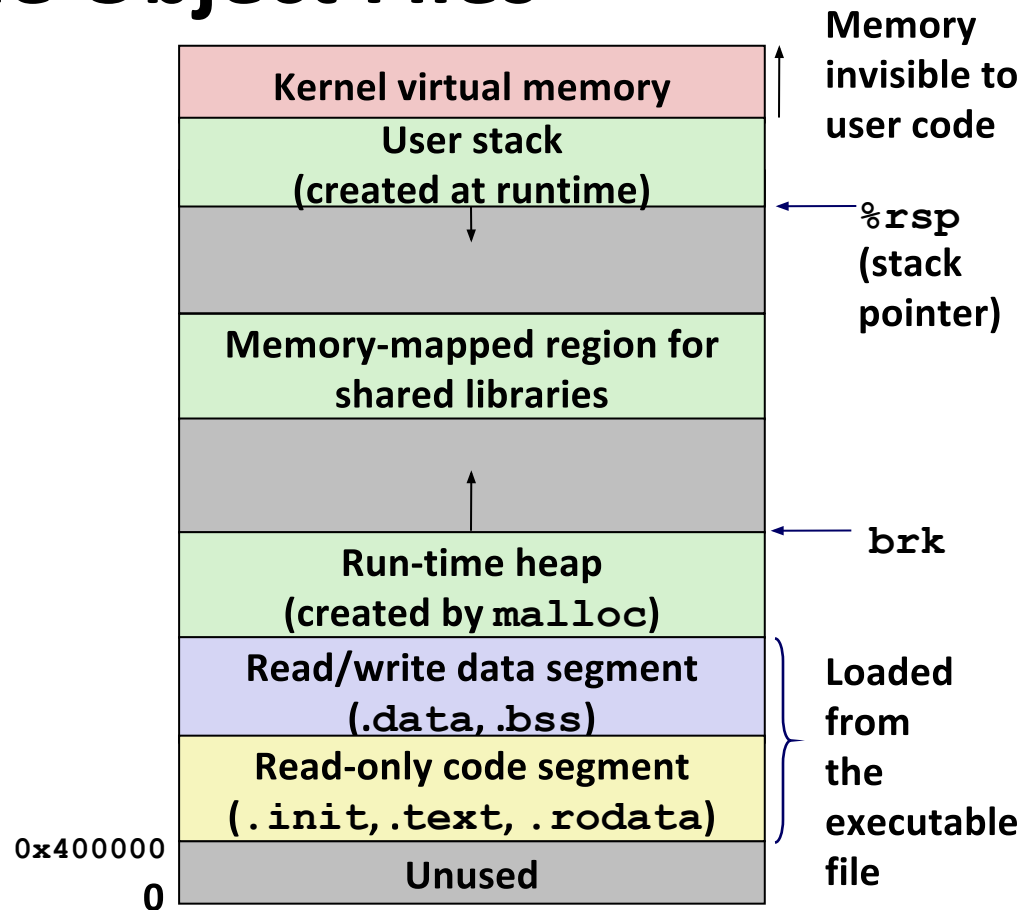 Object Files
Memory
invisible to
user code
Kernel virtual memory
User stack
(created at runtime)
%rsp
(stack
pointer)
Memory-mapped region for
shared libraries
brk
Run-time heap
(created by malloc)
Read/write data segment
(.data, .bss)
Read-only code segment
(.init, .text, .rodata)
Loaded
from
the
executable
file
0x400000
Unused
0